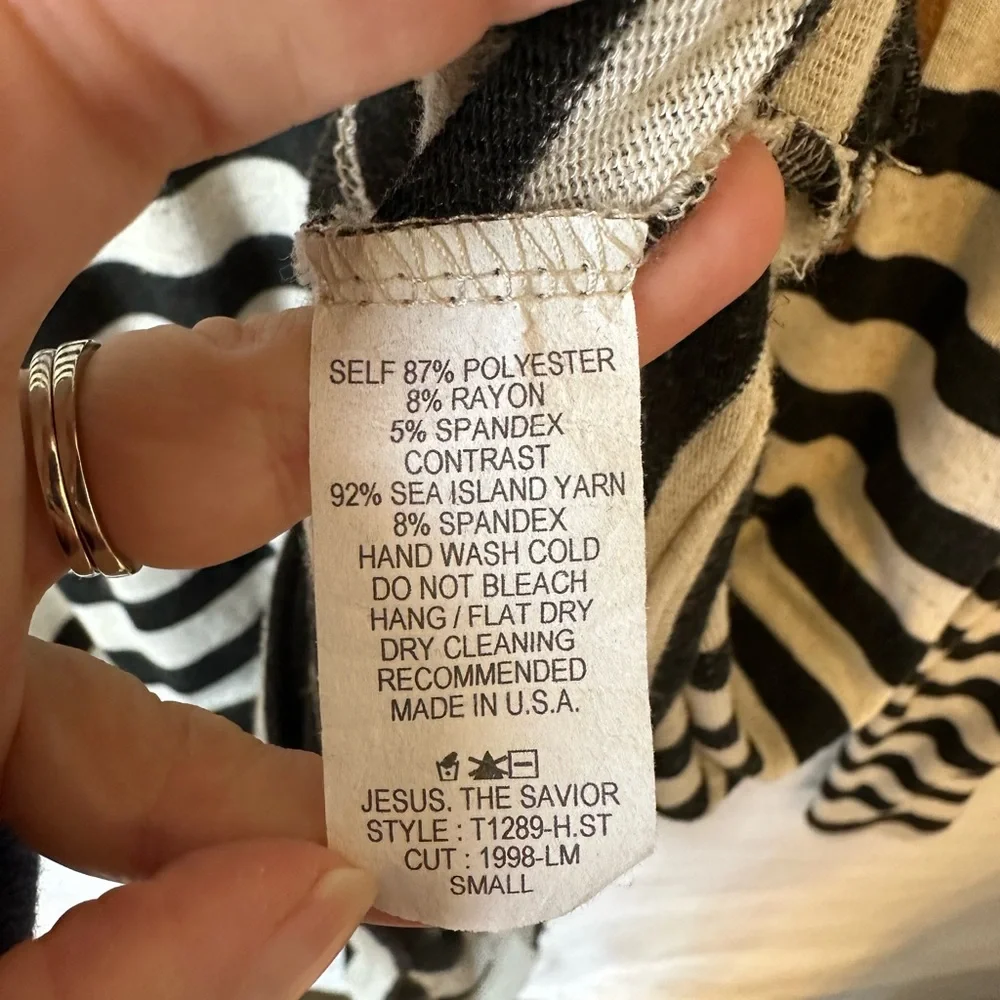 SELF 87% POLYESTER
8% RAYON
5% SPANDEX
CONTRAST
92% SEA ISLAND YARN
8% SPANDEX
HAND WASH COLD
DO NOT BLEACH
HANG / FLAT DRY
DRY CLEANING
RECOMMENDED
MADE IN U.S.A.
JESUS. THE SAVIOR
STYLE : T1289-H.ST
CUT : 1998-LM
SMALL